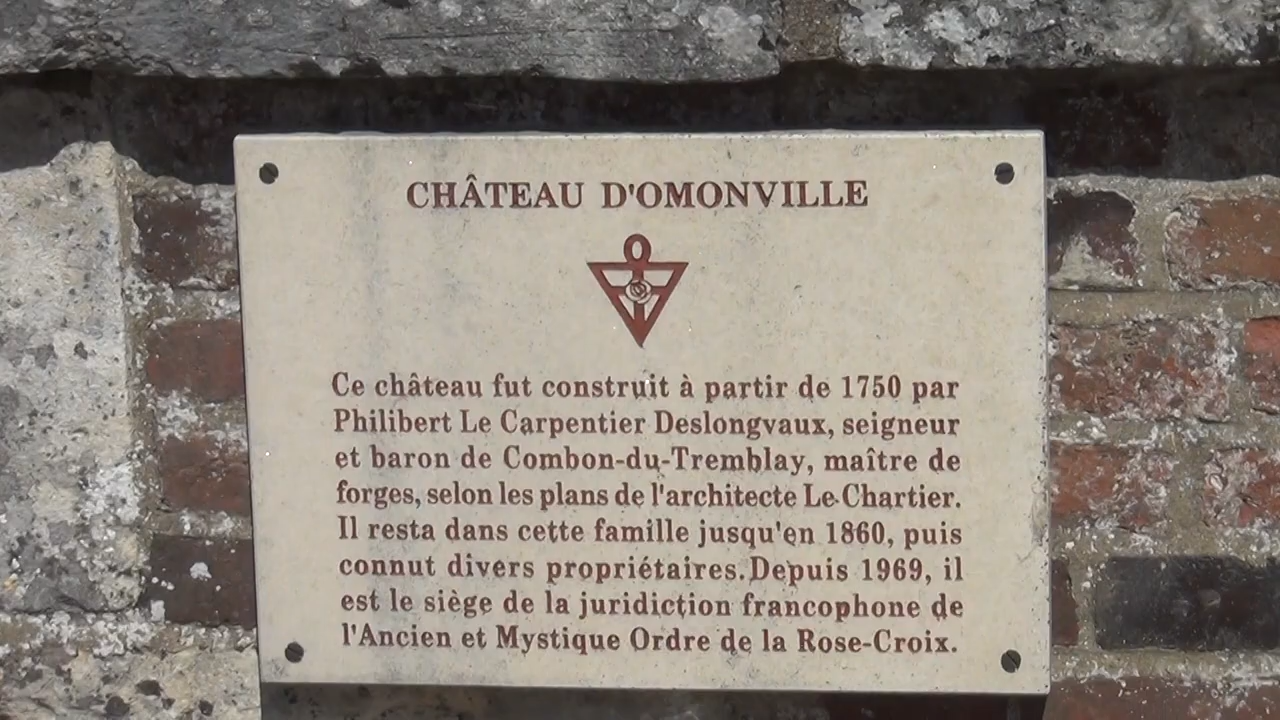 CHÂTEAU D'OMONVILLE
Ce château fut construit à partir de 1750 par
Philibert Le Carpentier Deslongvaux, seigneur
et baron de Combon-du-Tremblay, maître de
forges, selon les plans de l'architecte Le Chartier.
Il resta dans cette famille jusqu'en 1860, puis
connut divers propriétaires. Depuis 1969, il
est le siège de la juridiction francophone de
l'Ancien et Mystique Ordre de la Rose-Croix.